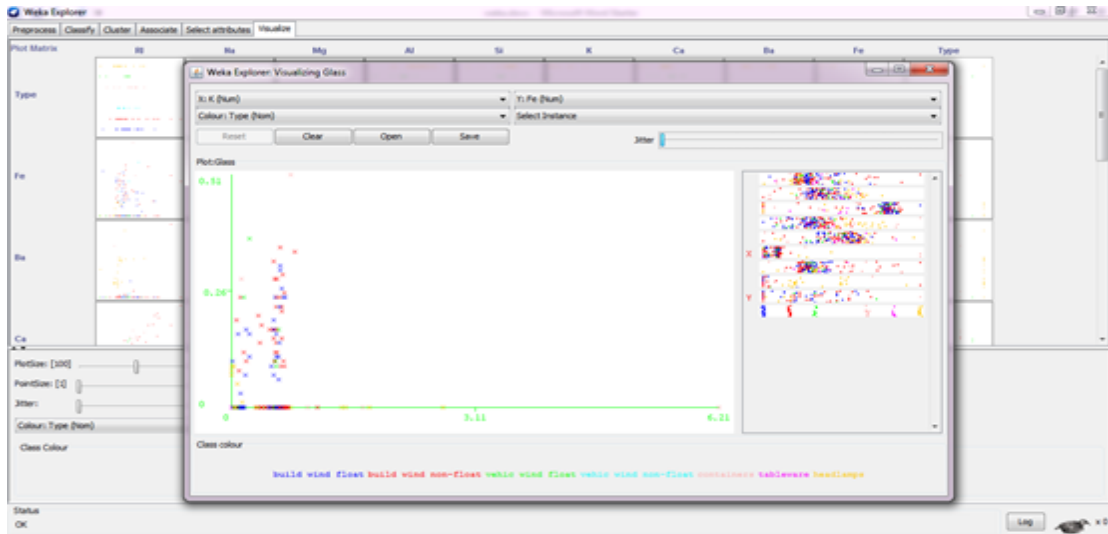 Weka Explorer
Preprocess Classify Cluster Associate Select attributes Visualize
Plot Matrix RI Na Mg Al Si K Ca Ba Fe Type
Type
Fe
Ba
Ca
Weka Explorer: Visualizing Glass
X: K (Num) Y: Fe (Num)
Colour: Type (Nom) Select Instance
Reset Clear Open Save Jitter
Plot:Glass
0.51
0.26
0
0 3.11 6.21
X
Y
Class colour
build wind float build wind non-float vehic wind float vehic wind non-float containers tableware headlamps
PlotSize: [100]
PointSize: [1]
Jitter:
Colour: Type (Nom)
Class Colour
Status
OK
Log x 0